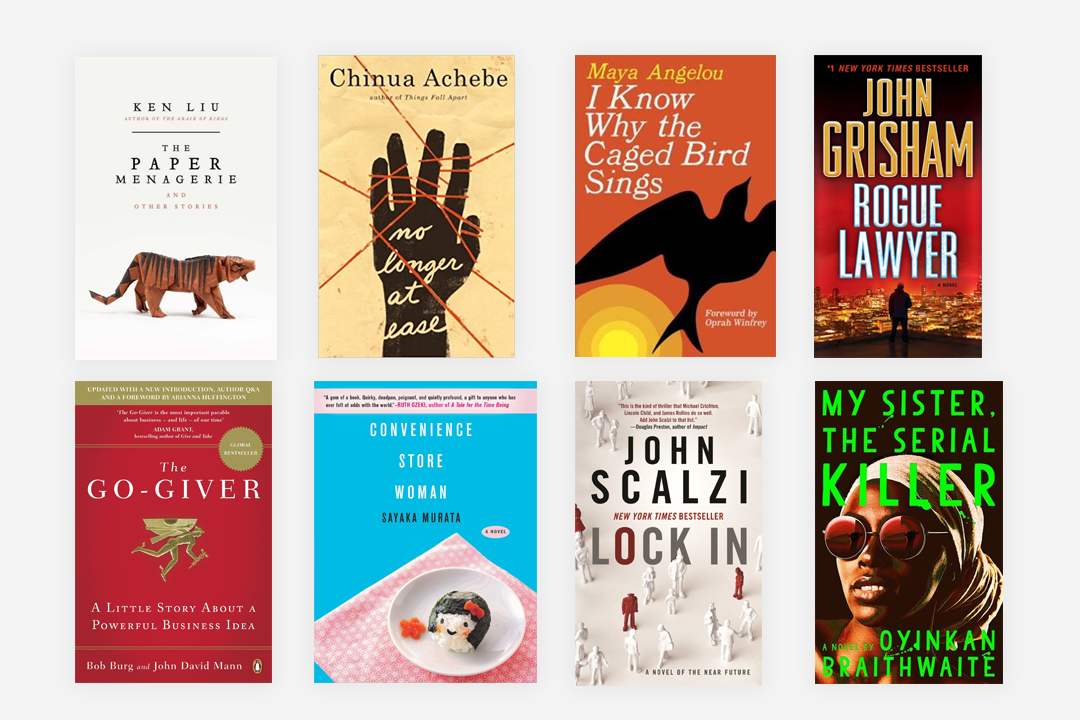 KEN LIU
AUTHOR OF THE GRACE OF KINGS
THE
PAPER
MENAGERIE
AND
OTHER STORIES
Chinua Achebe
author of Things Fall Apart
no
longer
at
ease
Maya Angelou
I Know
Why the
Caged Bird
Sings
Foreword by
Oprah Winfrey
#1 NEW YORK TIMES BESTSELLER
JOHN
GRISHAM
ROGUE
LAWYER
A NOVEL
UPDATED WITH A NEW INTRODUCTION, AUTHOR Q&A
AND A FOREWORD BY ARIANNA HUFFINGTON
"The Go-Giver is the most important parable
about business – and life – of our time"
ADAM GRANT,
bestselling author of Give and Take
GLOBAL
BESTSELLER
The
GO-GIVER
A LITTLE STORY ABOUT A
POWERFUL BUSINESS IDEA
Bob Burg and John David Mann
"A gem of a book. Quirky, deadpan, poignant, and quietly profound, a gift to anyone who has
ever felt at odds with the world."–RUTH OZEKI, author of A Tale for the Time Being
CONVENIENCE
STORE
WOMAN
SAYAKA MURATA
A NOVEL
"This is the kind of thriller that Michael Crichton,
Lincoln Child, and James Rollins do so well.
Add John Scalzi to that list."
—Douglas Preston, author of Impact
JOHN
SCALZI
NEW YORK TIMES BESTSELLER
LOCK IN
A NOVEL OF THE NEAR FUTURE
MY SISTER,
THE SERIAL
KILLER
A NOVEL BY OYINKAN
BRAITHWAITE